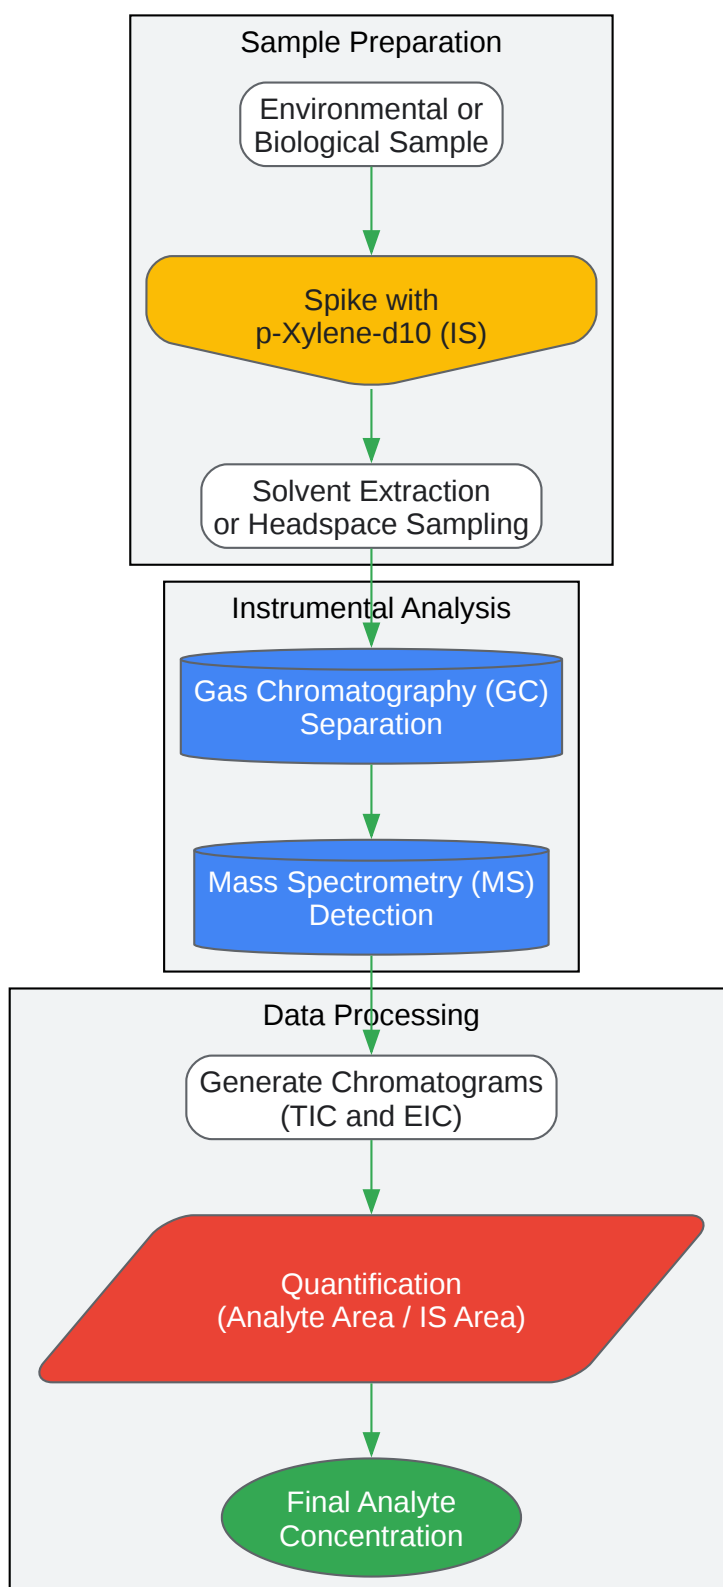 Sample Preparation
Environmental or
Biological Sample
Spike with
p-Xylene-d10 (IS)
Solvent Extraction
or Headspace Sampling
Instrumental Analysis
Gas Chromatography (GC)
Separation
Mass Spectrometry (MS)
Detection
Data Processing
Generate Chromatograms
(TIC and EIC)
Quantification
(Analyte Area / IS Area)
Final Analyte
Concentration